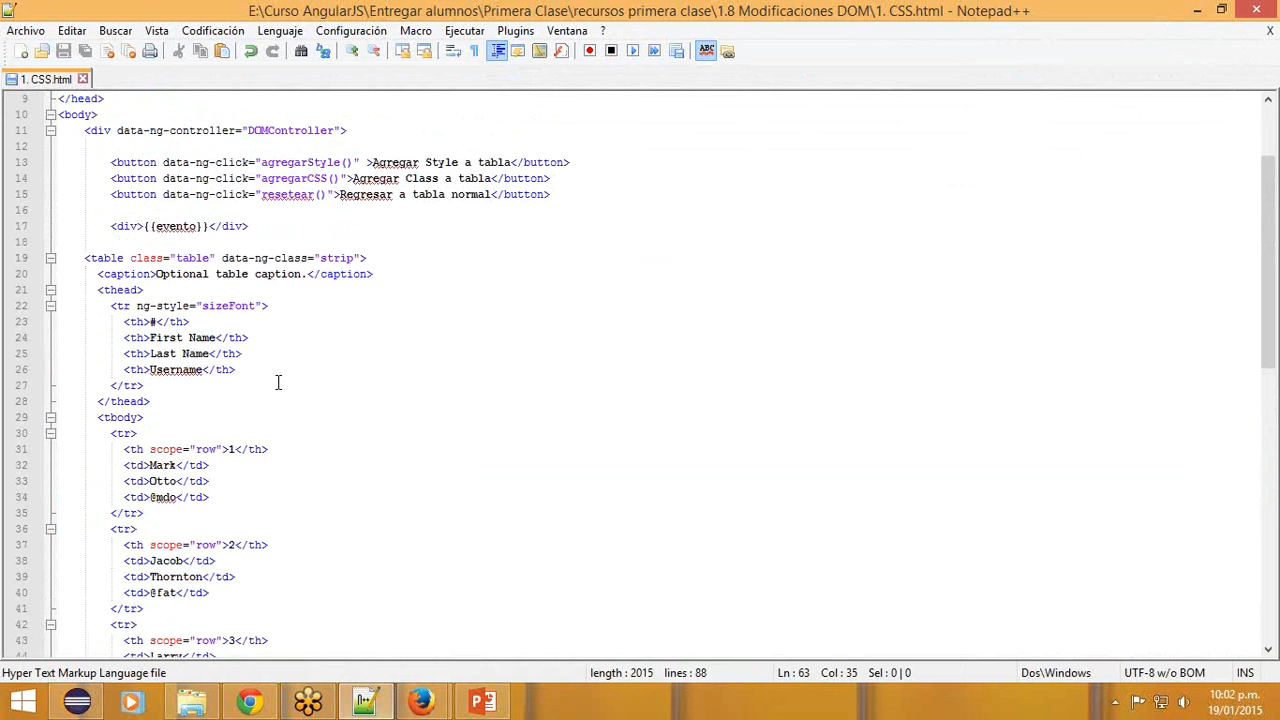 E:\Curso AngularJS\Entregar alumnos\Primera Clase\recursos primera clase\1.8 Modificaciones DOM\1. CSS.html - Notepad++
Archivo Editar Buscar Vista Codificación Lenguaje Configuración Macro Ejecutar Plugins Ventana ? X
ABC
1. CSS.html
9 </head>
10 <body>
11 <div data-ng-controller="DOMController">
12
13 <button data-ng-click="agregarStyle()" >Agregar Style a tabla</button>
14 <button data-ng-click="agregarCSS()">Agregar Class a tabla</button>
15 <button data-ng-click="resetear()">Regresar a tabla normal</button>
16
17 <div>{{evento}}</div>
18
19 <table class="table" data-ng-class="strip">
20 <caption>Optional table caption.</caption>
21 <thead>
22 <tr ng-style="sizeFont">
23 <th>#</th>
24 <th>First Name</th>
25 <th>Last Name</th>
26 <th>Username</th>
27 </tr>
28 </thead>
29 <tbody>
30 <tr>
31 <th scope="row">1</th>
32 <td>Mark</td>
33 <td>Otto</td>
34 <td>@mdo</td>
35 </tr>
36 <tr>
37 <th scope="row">2</th>
38 <td>Jacob</td>
39 <td>Thornton</td>
40 <td>@fat</td>
41 </tr>
42 <tr>
43 <th scope="row">3</th>
44 <td>Larry</td>
Hyper Text Markup Language file length : 2015 lines : 88 Ln : 63 Col : 35 Sel : 0 | 0 Dos\Windows UTF-8 w/o BOM INS
10:02 p.m.
19/01/2015